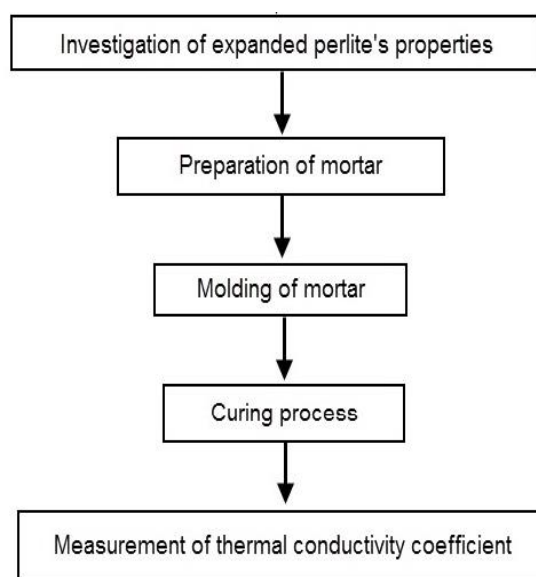 Investigation of expanded perlite's properties
Preparation of mortar
Molding of mortar
Curing process
Measurement of thermal conductivity coefficient